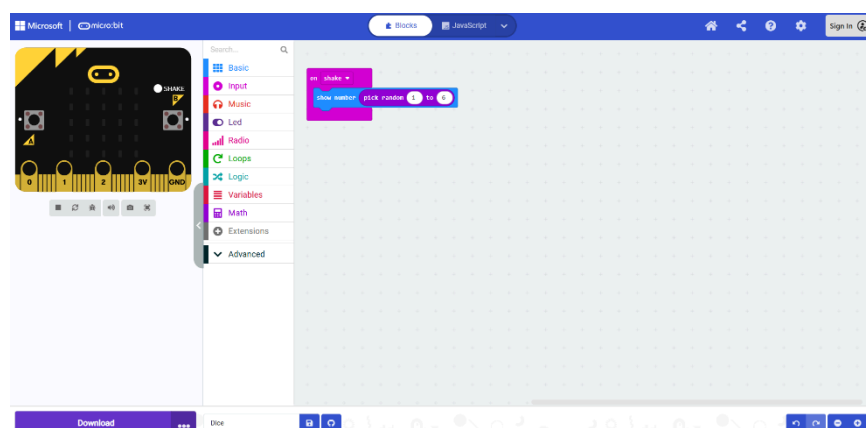 Microsoft | micro:bit
Blocks
JavaScript
Sign In
Search...
Basic
Input
Music
Led
Radio
Loops
Logic
Variables
Math
Extensions
Advanced
on shake
show number pick random 1 to 6
SHAKE
B
A
0 1 2 3V GND
Download
Dice